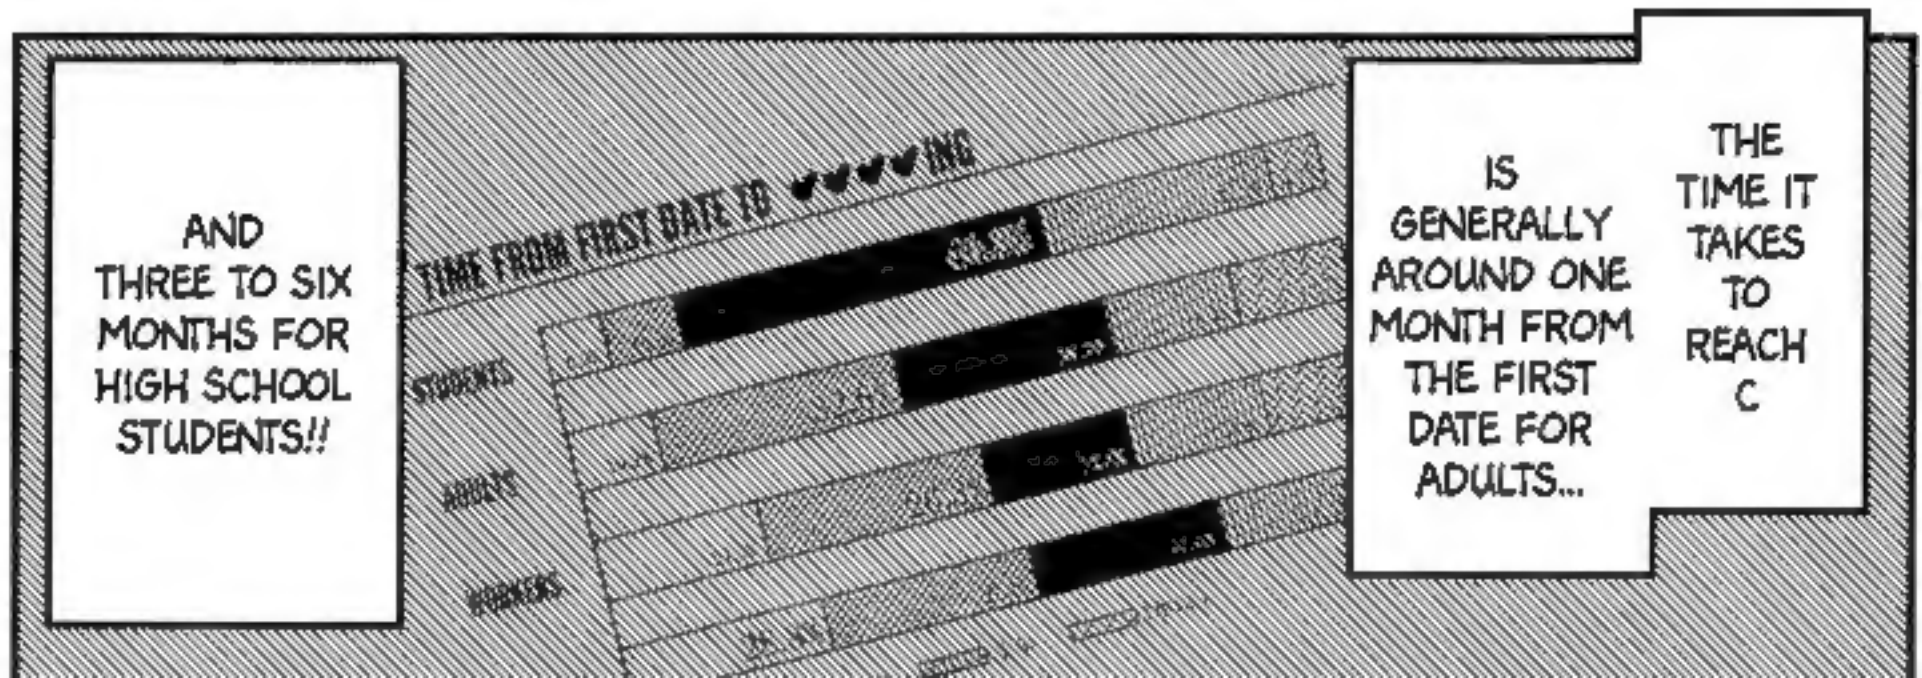 THE
TIME IT
TAKES
TO
REACH
C
IS
GENERALLY
AROUND ONE
MONTH FROM
THE FIRST
DATE FOR
ADULTS...
TIME FROM FIRST DATE TO ♥♥♥♥ING
STUDENTS
ADULTS
WORKERS
AND
THREE TO SIX
MONTHS FOR
HIGH SCHOOL
STUDENTS!!